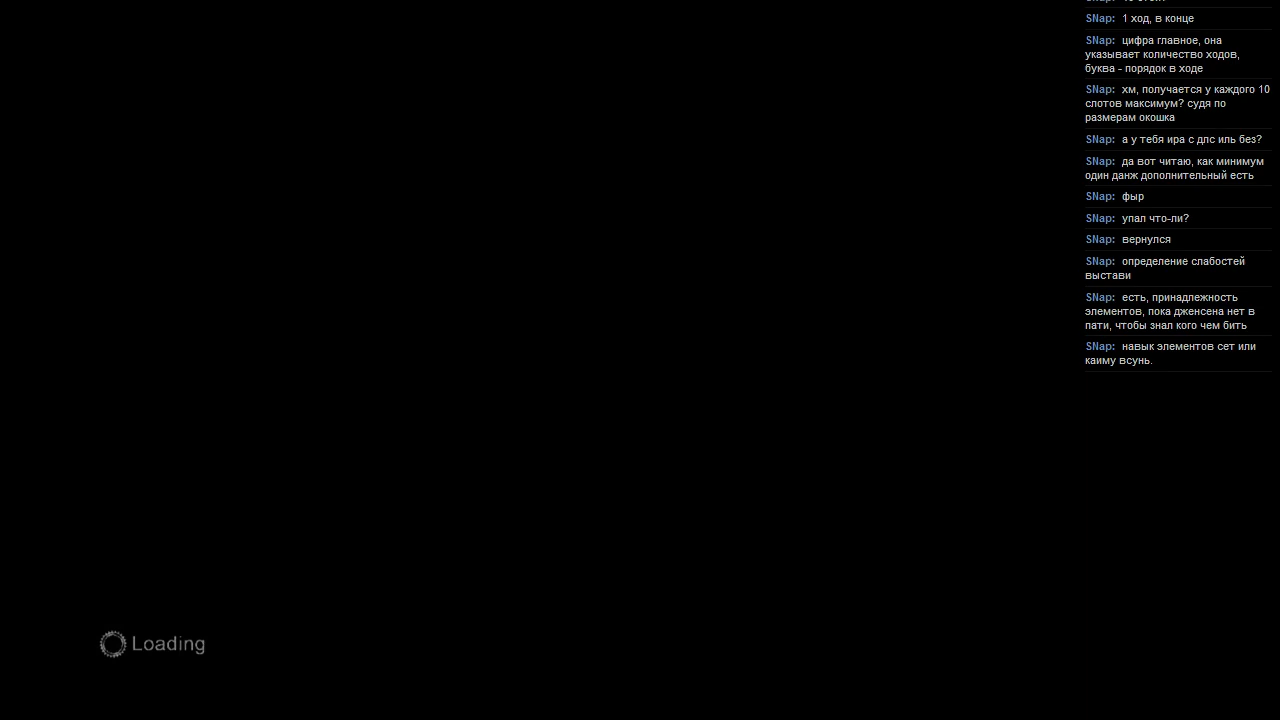 SNap: 1 ход, в конце
SNap: цифра главное, она
указывает количество ходов,
буква - порядок в ходе
SNap: хм, получается у каждого 10
слотов максимум? судя по
размерам окошка
SNap: а у тебя ира с длс иль без?
SNap: да вот читаю, как минимум
один данж дополнительный есть
SNap: фыр
SNap: упал что-ли?
SNap: вернулся
SNap: определение слабостей
выстави
SNap: есть, принадлежность
элементов, пока дженсена нет в
пати, чтобы знал кого чем бить
SNap: навык элементов сет или
каиму всунь.
Loading